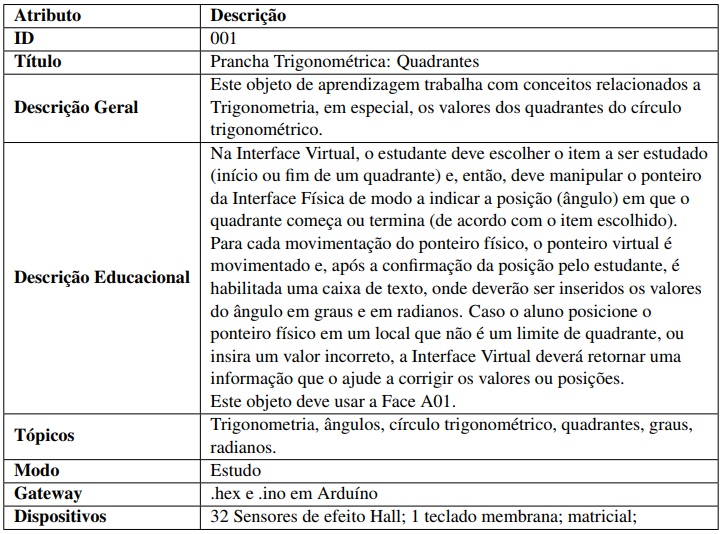 Atributo Descrição
ID 001
Título Prancha Trigonométrica: Quadrantes
Descrição Geral Este objeto de aprendizagem trabalha com conceitos relacionados a
Trigonometria, em especial, os valores dos quadrantes do círculo
trigonométrico.
Descrição Educacional Na Interface Virtual, o estudante deve escolher o item a ser estudado
(início ou fim de um quadrante) e, então, deve manipular o ponteiro
da Interface Física de modo a indicar a posição (ângulo) em que o
quadrante começa ou termina (de acordo com o item escolhido).
Para cada movimentação do ponteiro físico, o ponteiro virtual é
movimentado e, após a confirmação da posição pelo estudante, é
habilitada uma caixa de texto, onde deverão ser inseridos os valores
do ângulo em graus e em radianos. Caso o aluno posicione o
ponteiro físico em um local que não é um limite de quadrante, ou
insira um valor incorreto, a Interface Virtual deverá retornar uma
informação que o ajude a corrigir os valores ou posições.
Este objeto deve usar a Face A01.
Tópicos Trigonometria, ângulos, círculo trigonométrico, quadrantes, graus,
radianos.
Modo Estudo
Gateway .hex e .ino em Arduíno
Dispositivos 32 Sensores de efeito Hall; 1 teclado membrana; matricial;